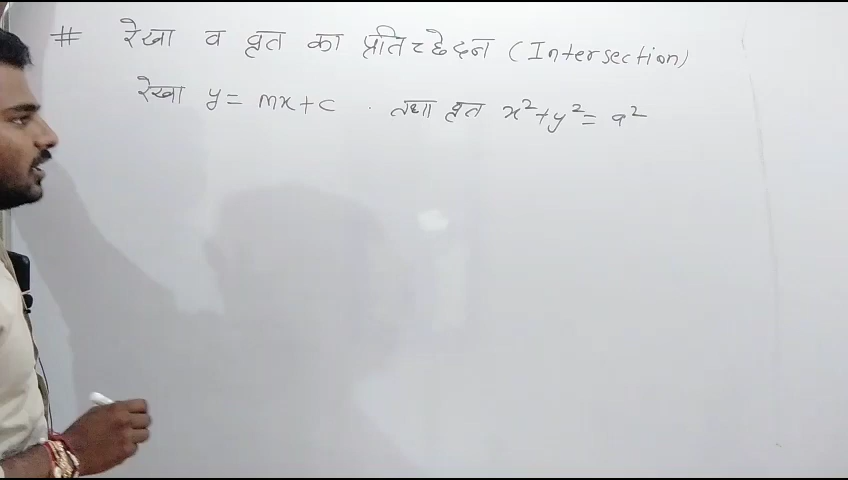 # रेखा व वृत का प्रतिच्छेदन (Intersection)
रेखा y = mx+c . तथा वृत x²+y² = a²